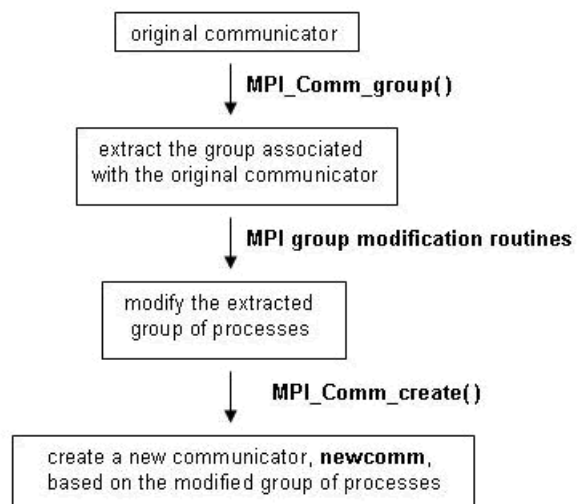 original communicator
MPI_Comm_group()
extract the group associated
with the original communicator
MPI group modification routines
modify the extracted
group of processes
MPI_Comm_create()
create a new communicator, newcomm,
based on the modified group of processes